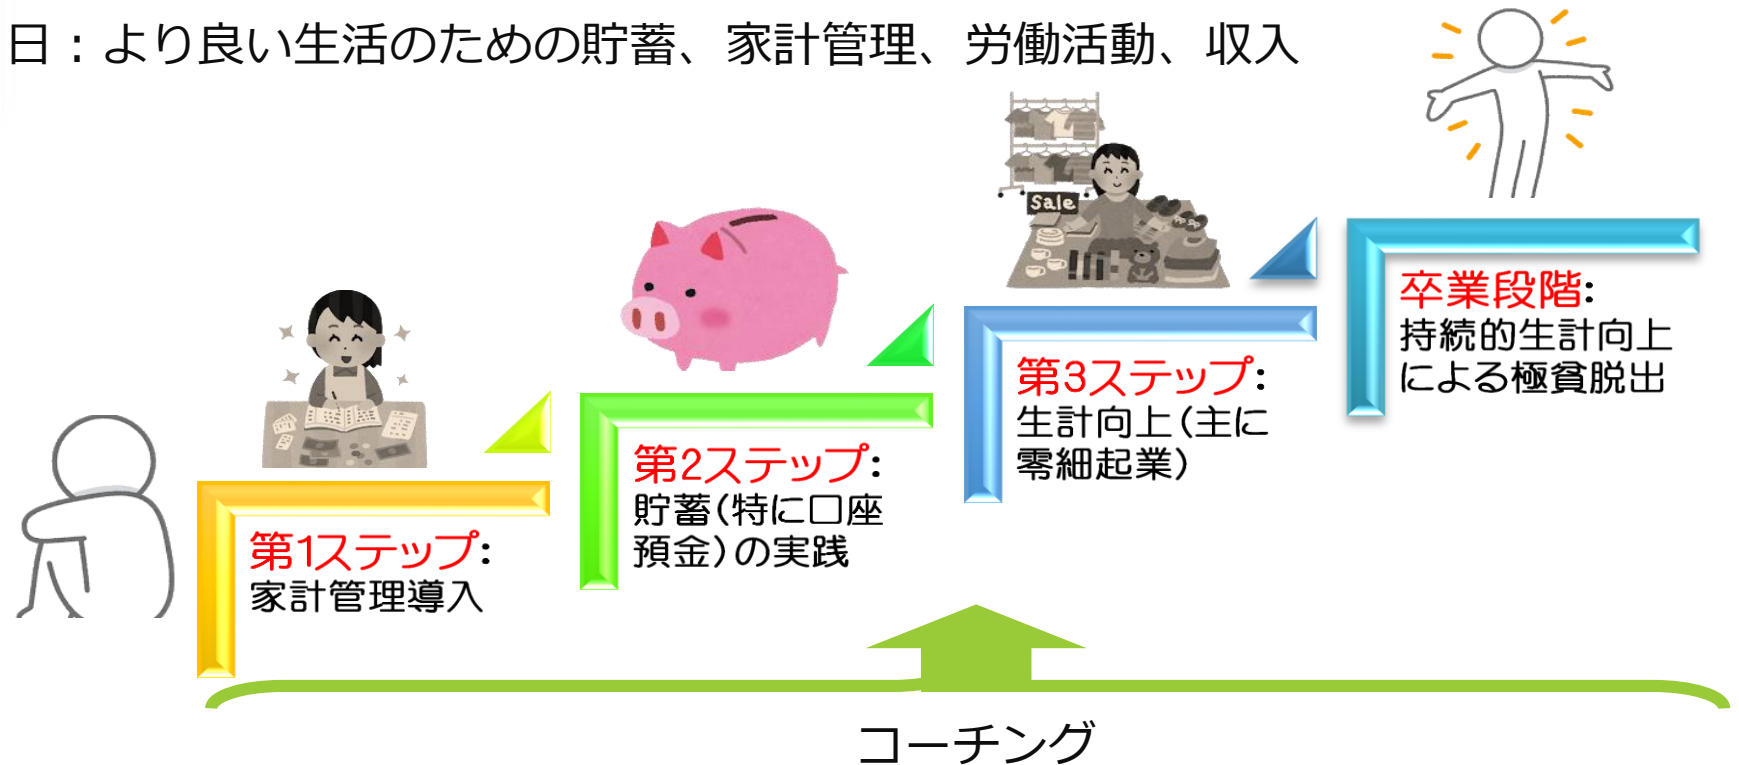 日：より良い生活のための貯蓄、家計管理、労働活動、収入
Sale
卒業段階:
持続的生計向上
による極貧脱出
第3ステップ:
生計向上（主に
零細起業）
第2ステップ:
貯蓄（特に口座
預金）の実践
第1ステップ:
家計管理導入
コーチング